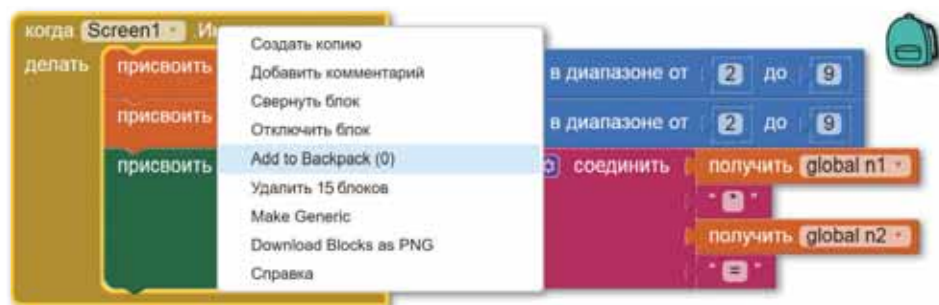 когда Screen1 .И
делать присвоить в диапазоне от 2 до 9
присвоить в диапазоне от 2 до 9
присвоить соединить получить global n1
" * "
получить global n2
" = "
Создать копию
Добавить комментарий
Свернуть блок
Отключить блок
Add to Backpack (0)
Удалить 15 блоков
Make Generic
Download Blocks as PNG
Справка